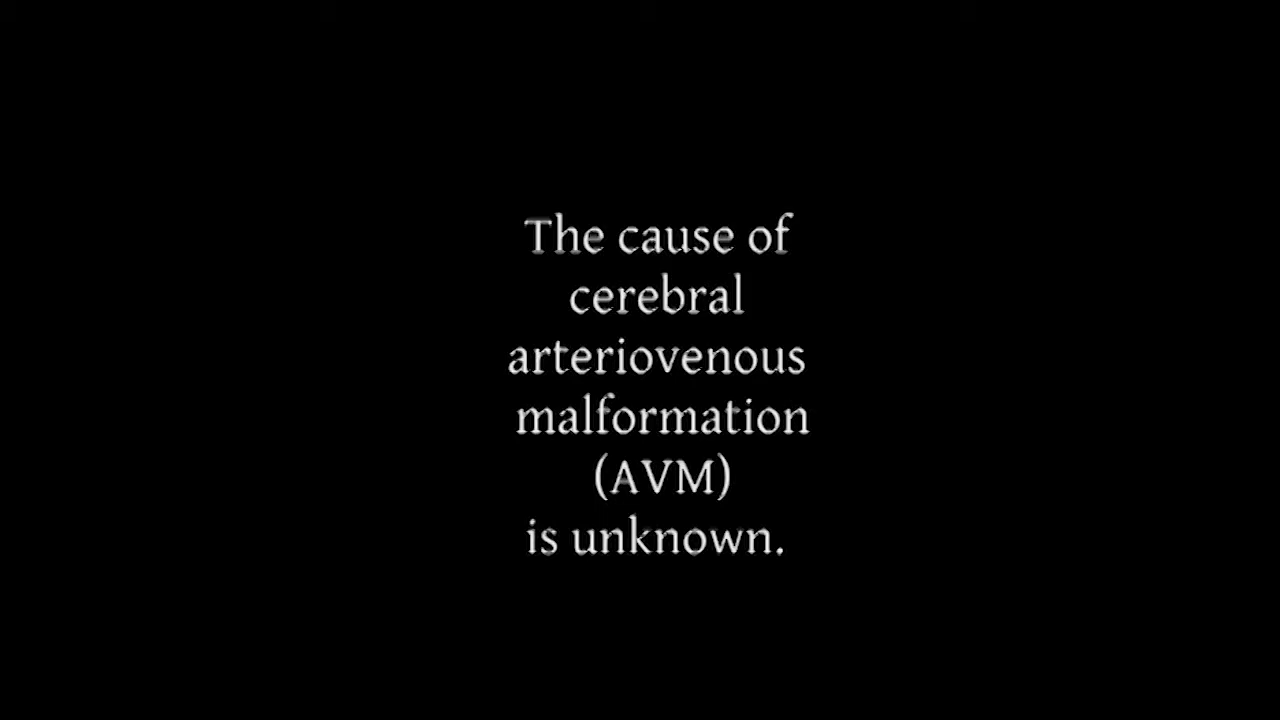 The cause of
cerebral
arteriovenous
malformation
(AVM)
is unknown.